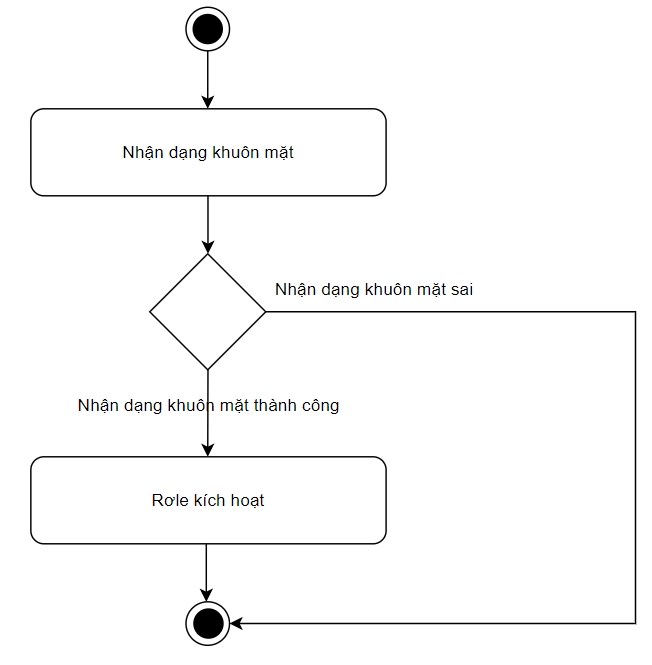 Nhận dạng khuôn mặt
Nhận dạng khuôn mặt sai
Nhận dạng khuôn mặt thành công
Rơle kích hoạt